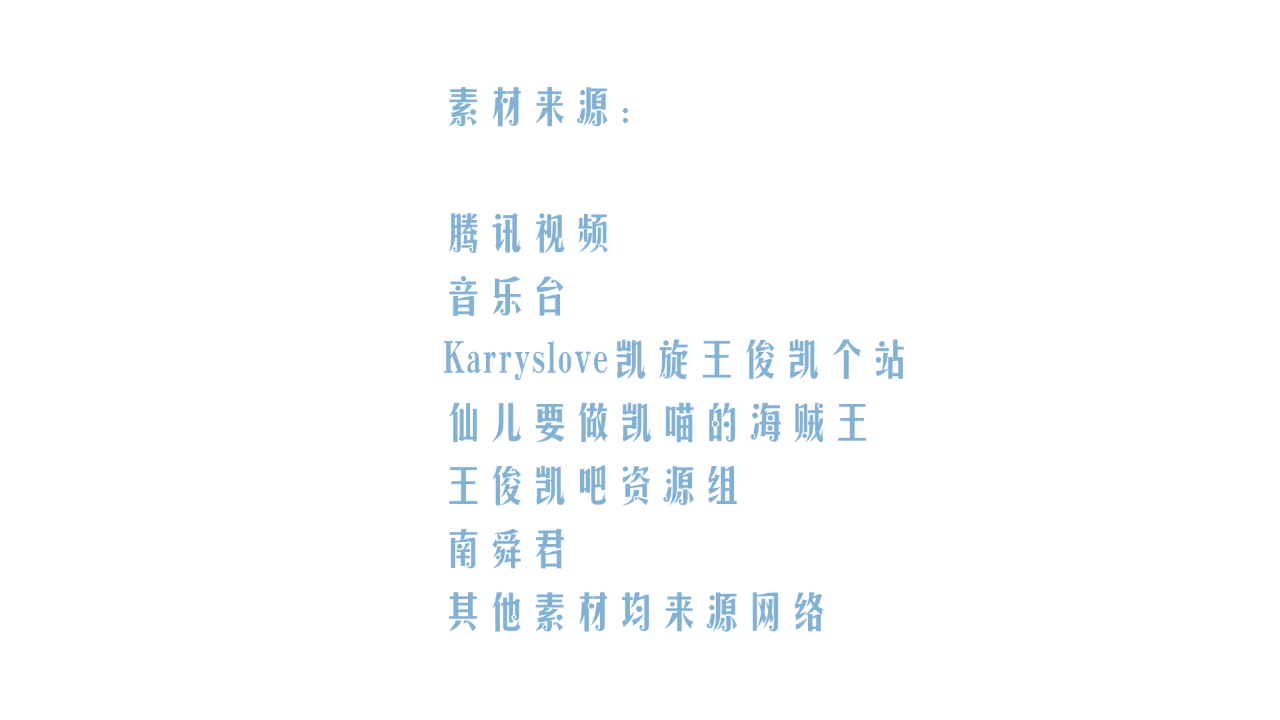 素材来源：
腾讯视频
音乐台
Karryslove凯旋王俊凯个站
仙儿要做凯喵的海贼王
王俊凯吧资源组
南舜君
其他素材均来源网络